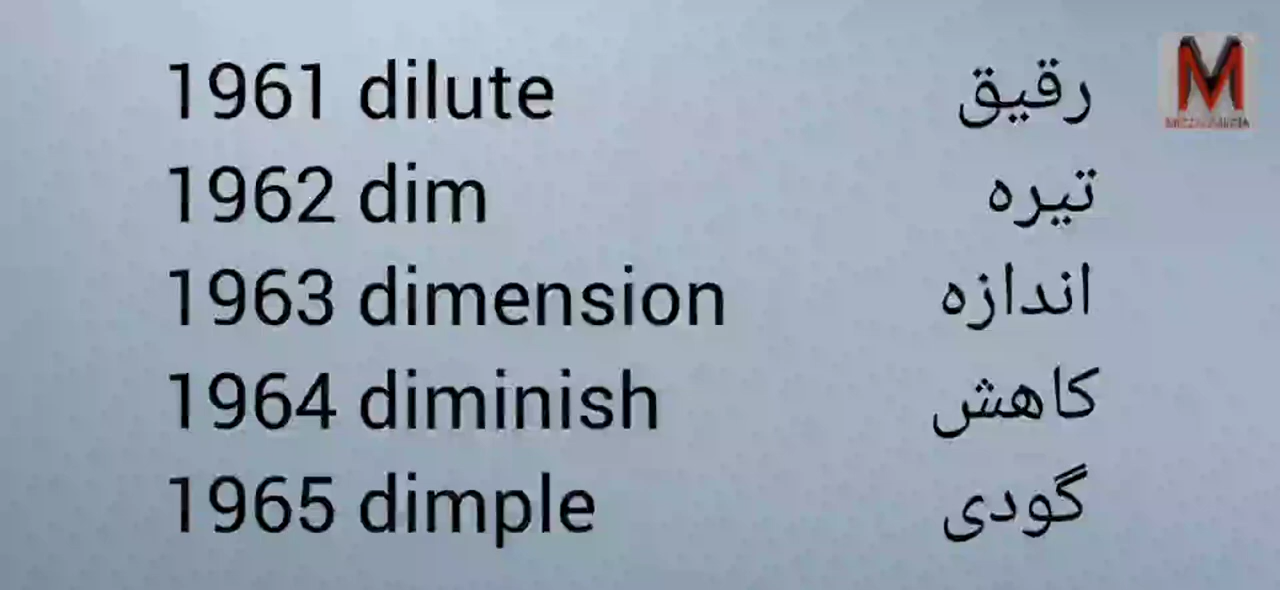 1961 dilute رقیق
1962 dim تیره
1963 dimension اندازه
1964 diminish کاهش
1965 dimple گودی
M